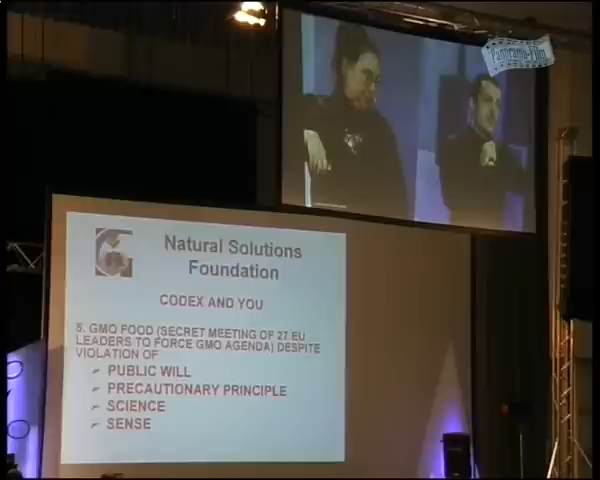 Panorama-Film
Natural Solutions
Foundation
CODEX AND YOU
5. GMO FOOD (SECRET MEETING OF 27 EU
LEADERS TO FORCE GMO AGENDA) DESPITE
VIOLATION OF
➢ PUBLIC WILL
➢ PRECAUTIONARY PRINCIPLE
➢ SCIENCE
➢ SENSE